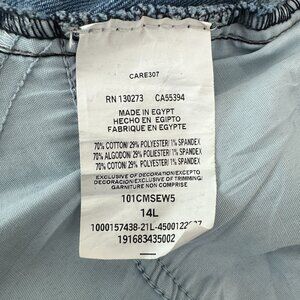 CARE307
RN 130273 CA55394
MADE IN EGYPT
HECHO EN EGIPTO
FABRIQUE EN EGYPTE
70% COTTON/ 29% POLYESTER/ 1% SPANDEX
70% ALGODON/ 29% POLIESTER/ 1% SPANDEX
70% COTON/ 29% POLYESTER/ 1% SPANDEX
EXCLUSIVE OF DECORATION/EXCEPTO
DECORACION/EXCLUSIVE OF TRIMMING/
GARNITURE NON COMPRISE
101CMSEW5
14L
191683435002